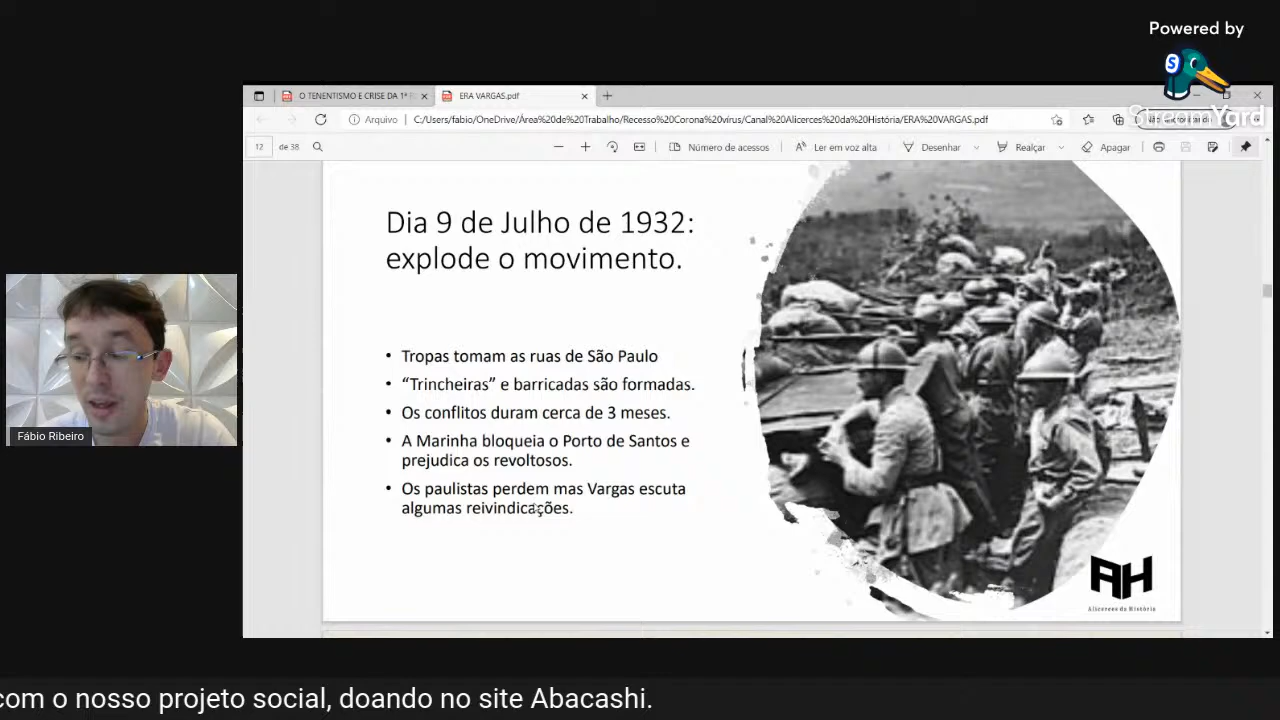 Powered by
S
StreamYard
O TENENTISMO E CRISE DA 1ª
ERA VARGAS.pdf
Arquivo
C:/Users/fabio/OneDrive/Área%20de%20Trabalho/Recesso%20Corona%20vírus/Canal%20Alicerces%20da%20História/ERA%20VARGAS.pdf
12 de 38
Número de acessos
Ler em voz alta
Desenhar
Realçar
Apagar
Dia 9 de Julho de 1932:
explode o movimento.
• Tropas tomam as ruas de São Paulo
• “Trincheiras” e barricadas são formadas.
• Os conflitos duram cerca de 3 meses.
• A Marinha bloqueia o Porto de Santos e
prejudica os revoltosos.
• Os paulistas perdem mas Vargas escuta
algumas reivindicações.
Fábio Ribeiro
AH
Alicerces da História
com o nosso projeto social, doando no site Abacashi.